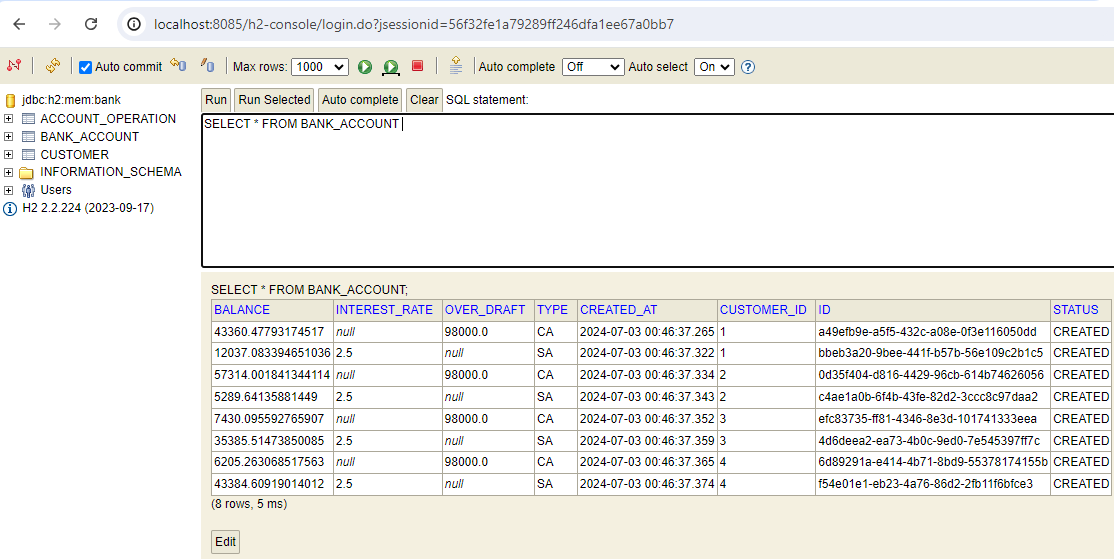 localhost:8085/h2-console/login.do?jsessionid=56f32fe1a79289ff246dfa1ee67a0bb7
Auto commit Max rows: 1000 Auto complete Off Auto select On
jdbc:h2:mem:bank
ACCOUNT_OPERATION
BANK_ACCOUNT
CUSTOMER
INFORMATION_SCHEMA
Users
H2 2.2.224 (2023-09-17)
Run Run Selected Auto complete Clear SQL statement:
SELECT * FROM BANK_ACCOUNT
SELECT * FROM BANK_ACCOUNT;
BALANCE INTEREST_RATE OVER_DRAFT TYPE CREATED_AT CUSTOMER_ID ID STATUS
43360.47793174517 null 98000.0 CA 2024-07-03 00:46:37.265 1 a49efb9e-a5f5-432c-a08e-0f3e116050dd CREATED
12037.083394651036 2.5 null SA 2024-07-03 00:46:37.322 1 bbeb3a20-9bee-441f-b57b-56e109c2b1c5 CREATED
57314.001841344114 null 98000.0 CA 2024-07-03 00:46:37.334 2 0d35f404-d816-4429-96cb-614b74626056 CREATED
5289.64135881449 2.5 null SA 2024-07-03 00:46:37.343 2 c4ae1a0b-6f4b-43fe-82d2-3ccc8c97daa2 CREATED
7430.095592765907 null 98000.0 CA 2024-07-03 00:46:37.352 3 efc83735-ff81-4346-8e3d-101741333eea CREATED
35385.51473850085 2.5 null SA 2024-07-03 00:46:37.359 3 4d6deea2-ea73-4b0c-9ed0-7e545397ff7c CREATED
6205.263068517563 null 98000.0 CA 2024-07-03 00:46:37.365 4 6d89291a-e414-4b71-8bd9-55378174155b CREATED
43384.60919014012 2.5 null SA 2024-07-03 00:46:37.374 4 f54e01e1-eb23-4a76-86d2-2fb11f6bfce3 CREATED
(8 rows, 5 ms)
Edit